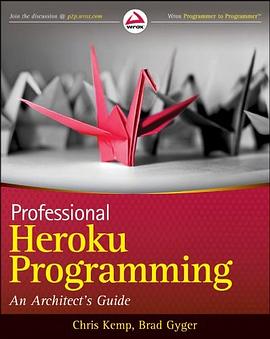 Join the discussion @ p2p.wrox.com
wrox
Wrox Programmer to Programmer™
Professional
Heroku
Programming
An Architect's Guide
Chris Kemp, Brad Gyger